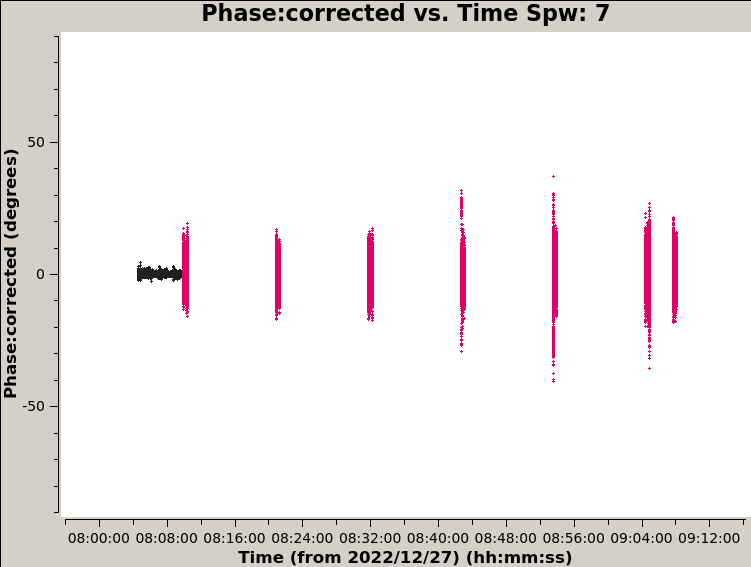 Phase:corrected vs. Time Spw: 7
Phase:corrected (degrees)
50
0
-50
08:00:00 08:08:00 08:16:00 08:24:00 08:32:00 08:40:00 08:48:00 08:56:00 09:04:00 09:12:00
Time (from 2022/12/27) (hh:mm:ss)